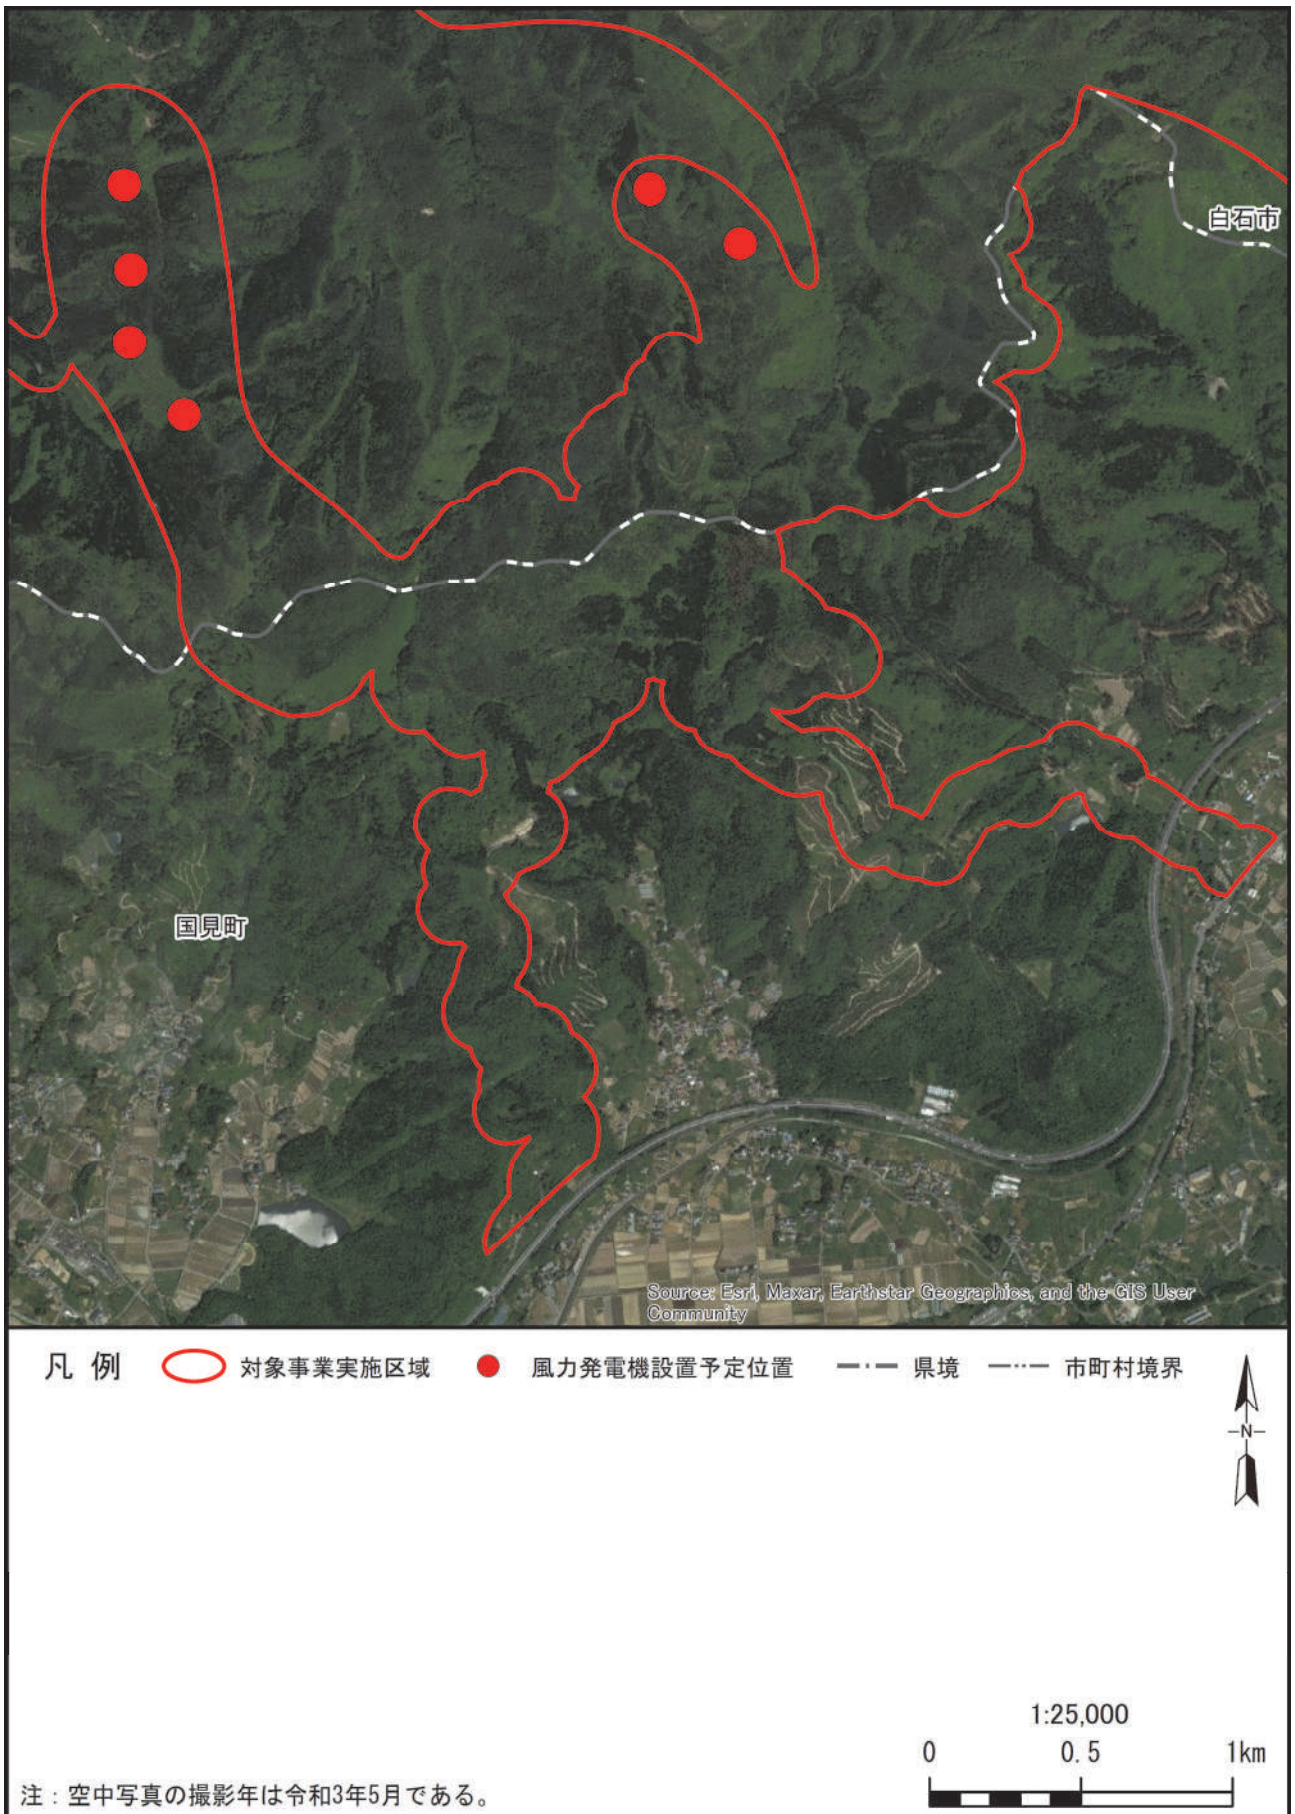 白石市
国見町
Source: Esri, Maxar, Earthstar Geographics, and the GIS User
Community
凡 例 対象事業実施区域 風力発電機設置予定位置 県境 市町村境界
N
1:25,000
0 0.5 1km
注：空中写真の撮影年は令和3年5月である。